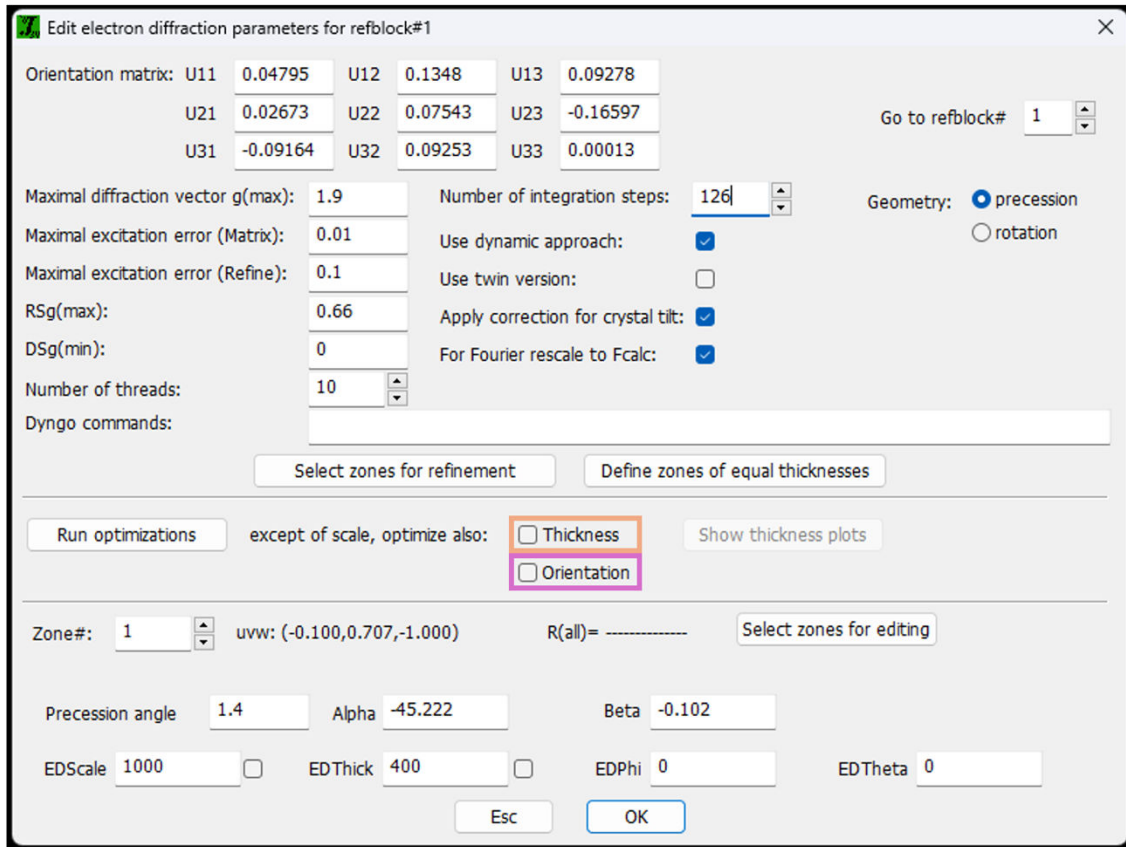 Edit electron diffraction parameters for refblock#1
Orientation matrix: U11 0.04795 U12 0.1348 U13 0.09278
U21 0.02673 U22 0.07543 U23 -0.16597 Go to refblock# 1
U31 -0.09164 U32 0.09253 U33 0.00013
Maximal diffraction vector g(max): 1.9 Number of integration steps: 126 Geometry: precession
Maximal excitation error (Matrix): 0.01 Use dynamic approach: rotation
Maximal excitation error (Refine): 0.1 Use twin version:
RSg(max): 0.66 Apply correction for crystal tilt:
DSg(min): 0 For Fourier rescale to Fcalc:
Number of threads: 10
Dyngo commands:
Select zones for refinement Define zones of equal thicknesses
Run optimizations except of scale, optimize also: Thickness Show thickness plots
Orientation
Zone#: 1 uvw: (-0.100,0.707,-1.000) R(all)= -------------- Select zones for editing
Precession angle 1.4 Alpha -45.222 Beta -0.102
EDScale 1000 EDThick 400 EDPhi 0 EDTheta 0
Esc OK